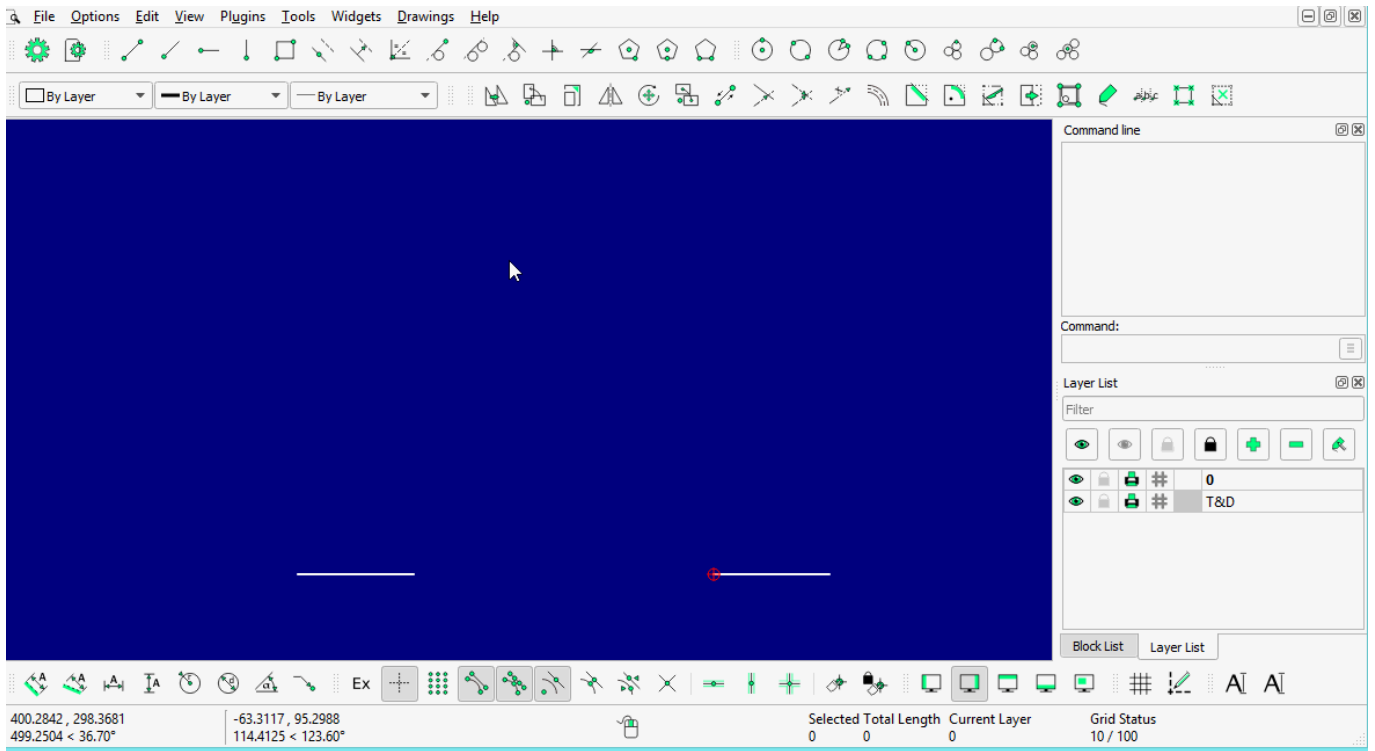 File Options Edit View Plugins Tools Widgets Drawings Help
By Layer By Layer By Layer
Command line
Command:
Layer List
Filter
0
T&D
Block List Layer List
Ex
400.2842 , 298.3681 -63.3117 , 95.2988 Selected Total Length Current Layer Grid Status
499.2504 < 36.70° 114.4125 < 123.60° 0 0 0 10 / 100